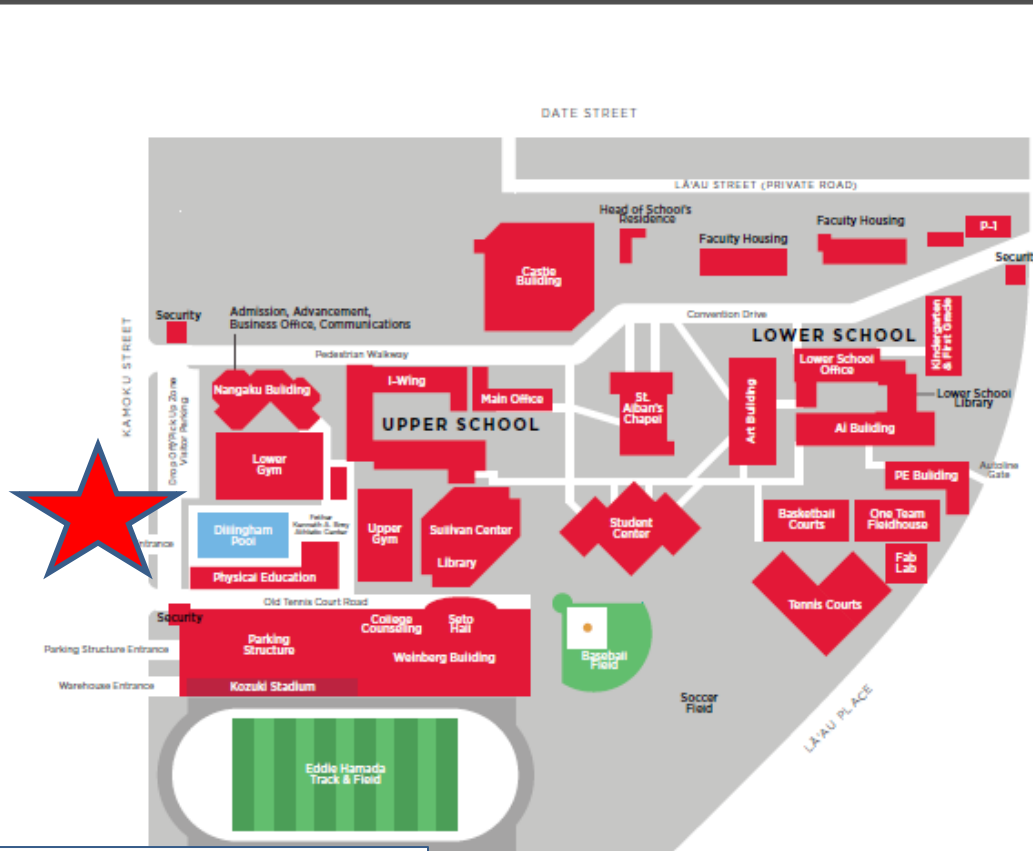 DATE STREET
LĀ'AU STREET (PRIVATE ROAD)
Head of School's
Residence
Faculty Housing
Faculty Housing
P-1
Castle
Building
Security
Admission, Advancement,
Business Office, Communications
Convention Drive
LOWER SCHOOL
Kindergarten
& First Grade
KAMOKU STREET
Pedestrian Walkway
Lower School
Office
Nangaku Building
I-Wing
Main Office
St.
Alban's
Chapel
Art Building
Lower School
Library
Drop Off/Pick Up Zone
Visitor Parking
UPPER SCHOOL
Ai Building
Lower
Gym
PE Building
Autoline
Gate
Dillingham
Pool
Father
Kenneth A. Bray
Athletic Center
Upper
Gym
Sullivan Center
Library
Student
Center
Basketball
Courts
One Team
Fieldhouse
Fab
Lab
Physical Education
Old Tennis Court Road
Tennis Courts
Security
Parking Structure Entrance
Parking
Structure
College
Counseling
Seto
Hall
Weinberg Building
Baseball
Field
Warehouse Entrance
Kozuki Stadium
Soccer
Field
LĀ'AU PLACE
Eddie Hamada
Track & Field